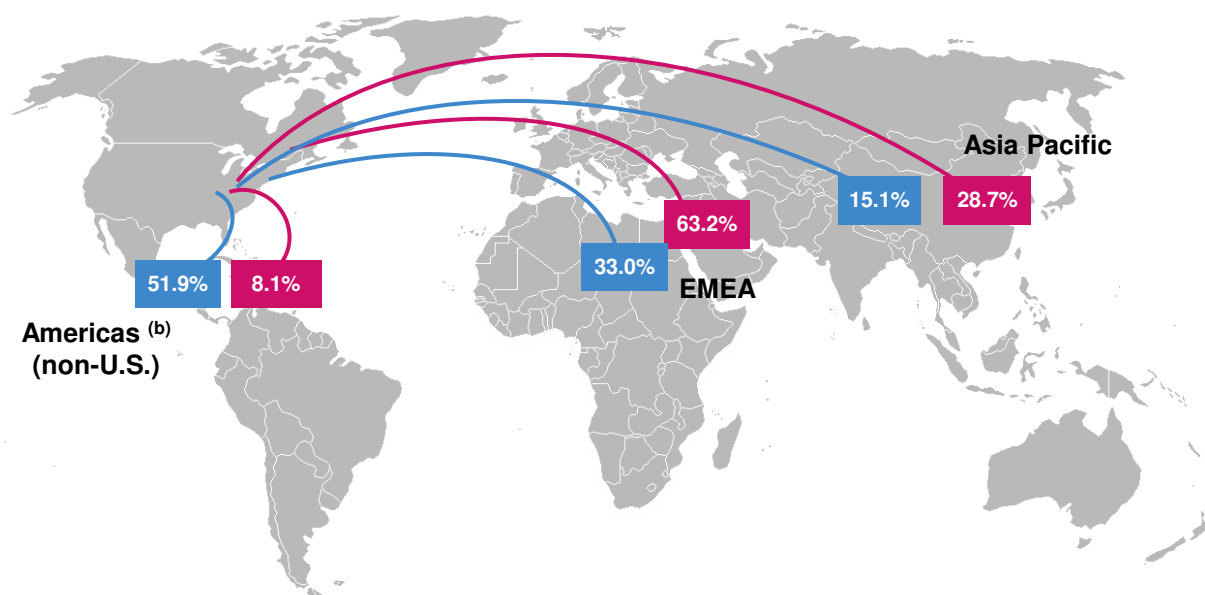 Asia Pacific
15.1%
28.7%
63.2%
33.0%
EMEA
51.9%
8.1%
Americas (b)
(non-U.S.)